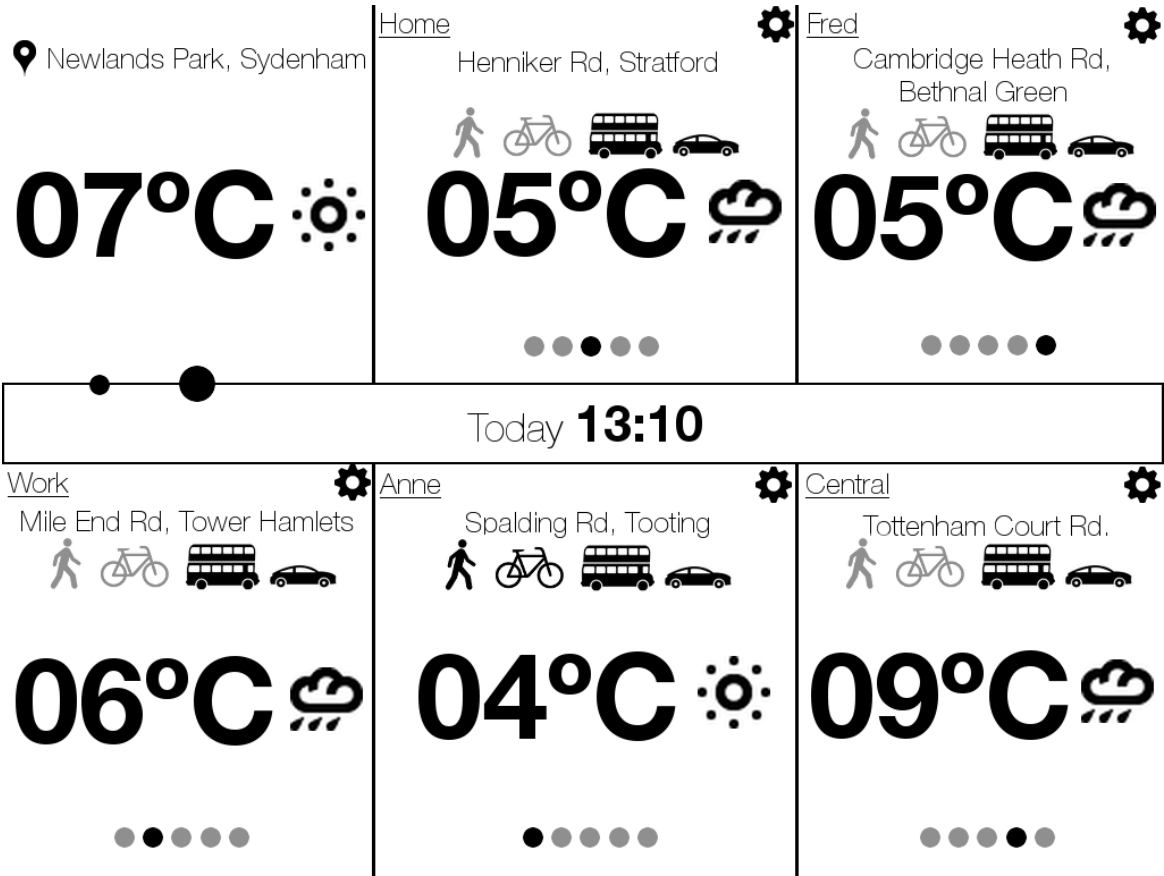 Newlands Park, Sydenham
07ºC
Home
Henniker Rd, Stratford
05ºC
Fred
Cambridge Heath Rd,
Bethnal Green
05ºC
Today 13:10
Work
Mile End Rd, Tower Hamlets
06ºC
Anne
Spalding Rd, Tooting
04ºC
Central
Tottenham Court Rd.
09ºC